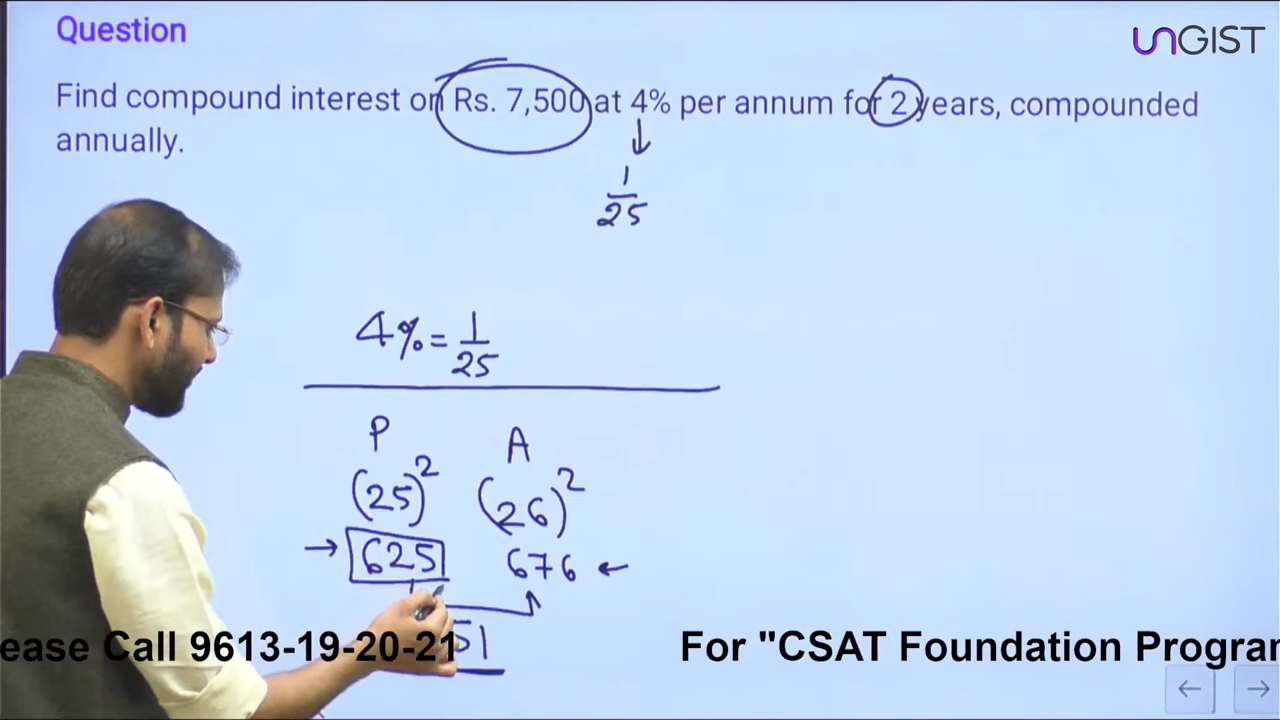 Question
UNGIST
Find compound interest on Rs. 7,500 at 4% per annum for 2 years, compounded
annually.
↓
1
25
4% = 1
25
P A
(25)² (26)²
→ 625 676 ←
51
ease Call 9613-19-20-21 For "CSAT Foundation Progra
← →